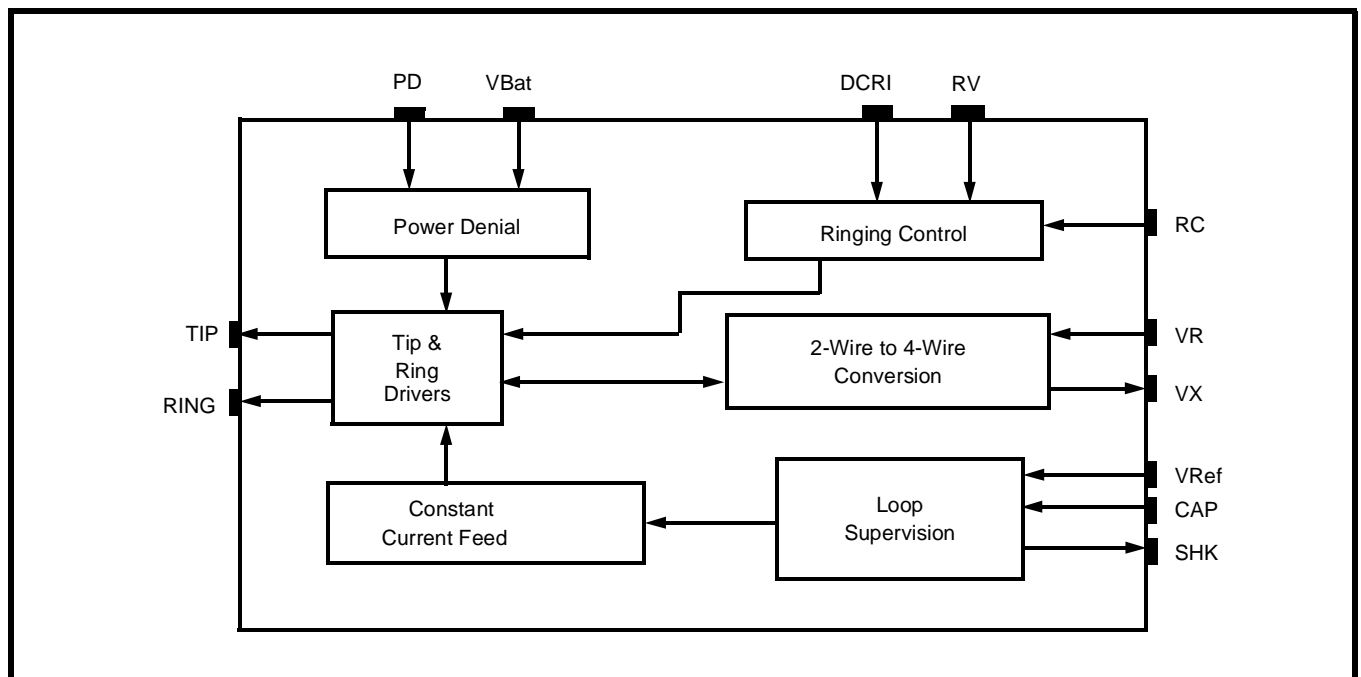 PD
VBat
DCRI
RV
Power Denial
Ringing Control
RC
TIP
RING
Tip &
Ring
Drivers
2-Wire to 4-Wire
Conversion
VR
VX
Constant
Current Feed
Loop
Supervision
VRef
CAP
SHK